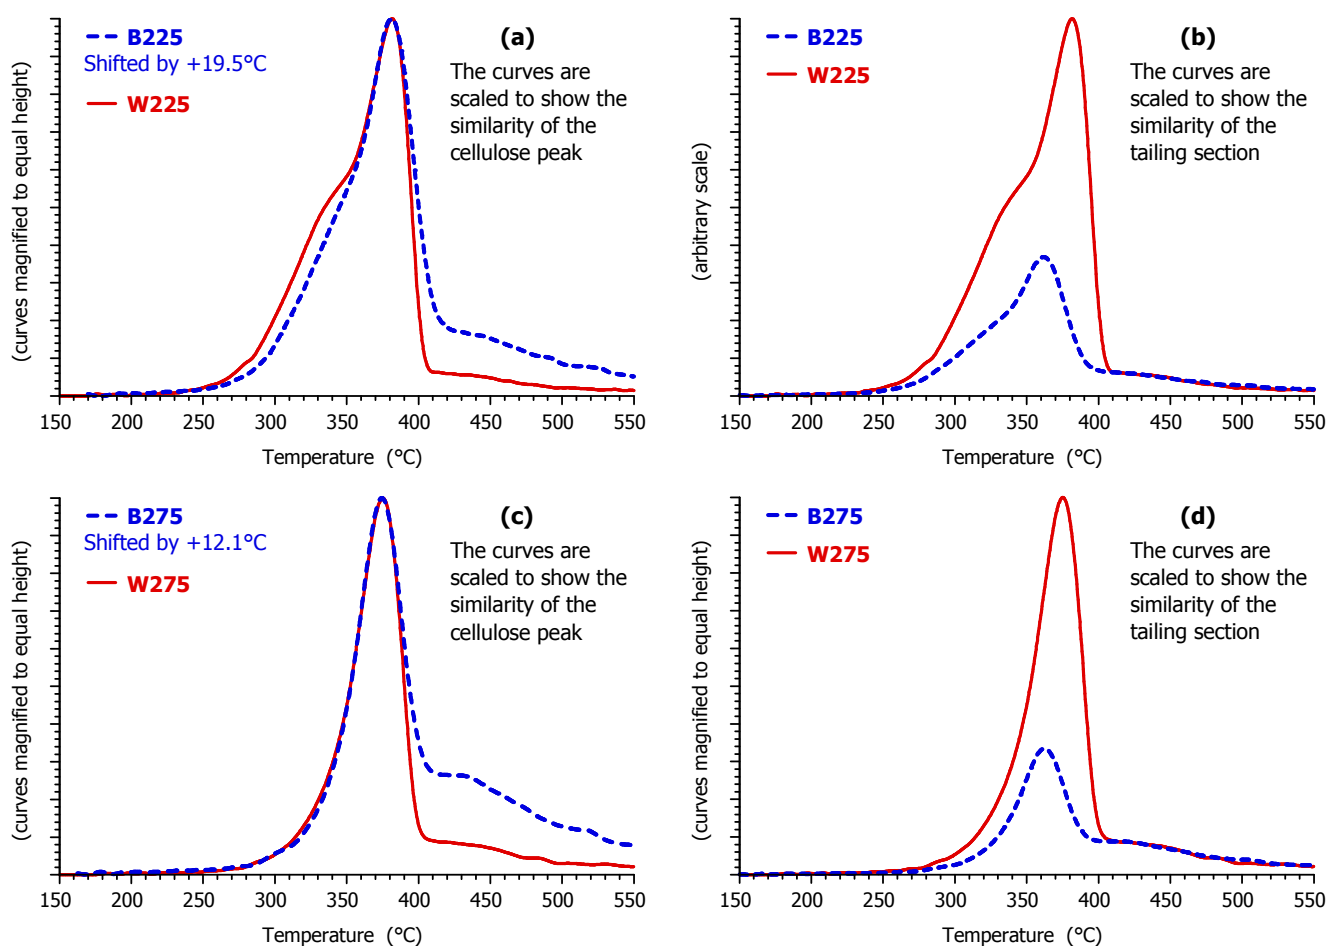 B225
Shifted by +19.5°C
W225
(a)
The curves are
scaled to show the
similarity of the
cellulose peak
(curves magnified to equal height)
150 200 250 300 350 400 450 500 550
Temperature (°C)
B225
W225
(b)
The curves are
scaled to show the
similarity of the
tailing section
(arbitrary scale)
150 200 250 300 350 400 450 500 550
Temperature (°C)
B275
Shifted by +12.1°C
W275
(c)
The curves are
scaled to show the
similarity of the
cellulose peak
(curves magnified to equal height)
150 200 250 300 350 400 450 500 550
Temperature (°C)
B275
W275
(d)
The curves are
scaled to show the
similarity of the
tailing section
(curves magnified to equal height)
150 200 250 300 350 400 450 500 550
Temperature (°C)